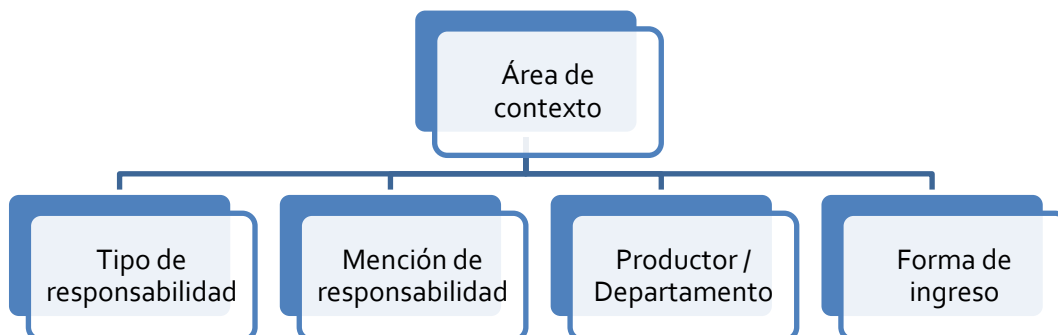 Área de
contexto
Tipo de
responsabilidad
Mención de
responsabilidad
Productor /
Departamento
Forma de
ingreso